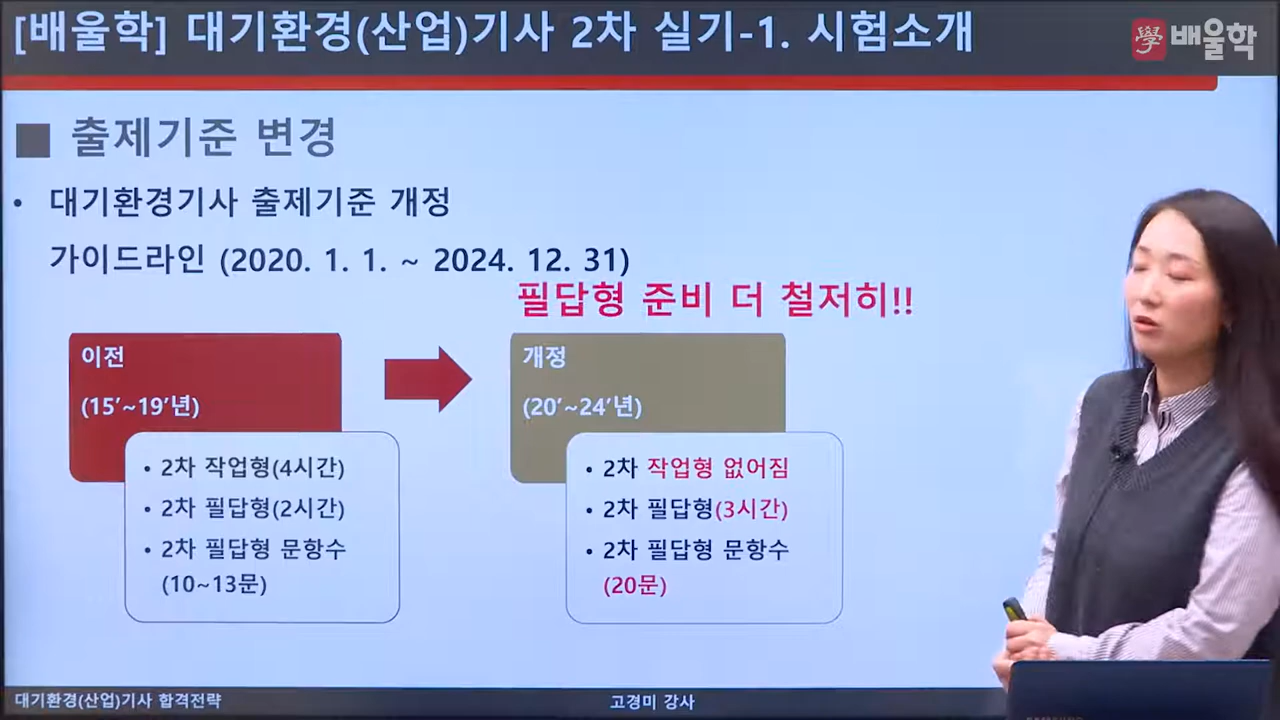 [배울학] 대기환경(산업)기사 2차 실기-1. 시험소개
學 배울학
■ 출제기준 변경
• 대기환경기사 출제기준 개정
가이드라인 (2020. 1. 1. ~ 2024. 12. 31)
필답형 준비 더 철저히!!
이전
(15’~19’년)
• 2차 작업형(4시간)
• 2차 필답형(2시간)
• 2차 필답형 문항수
(10~13문)
개정
(20’~24’년)
• 2차 작업형 없어짐
• 2차 필답형(3시간)
• 2차 필답형 문항수
(20문)
대기환경(산업)기사 합격전략
고경미 강사